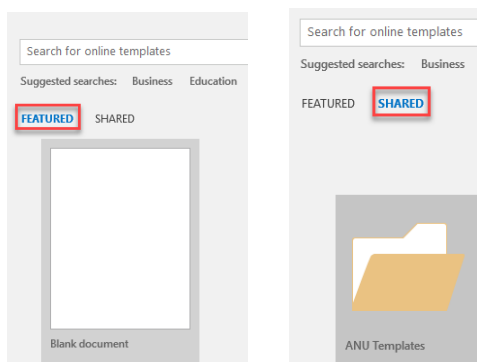 Search for online templates
Suggested searches: Business Education
FEATURED SHARED
Blank document
Search for online templates
Suggested searches: Business
FEATURED SHARED
ANU Templates